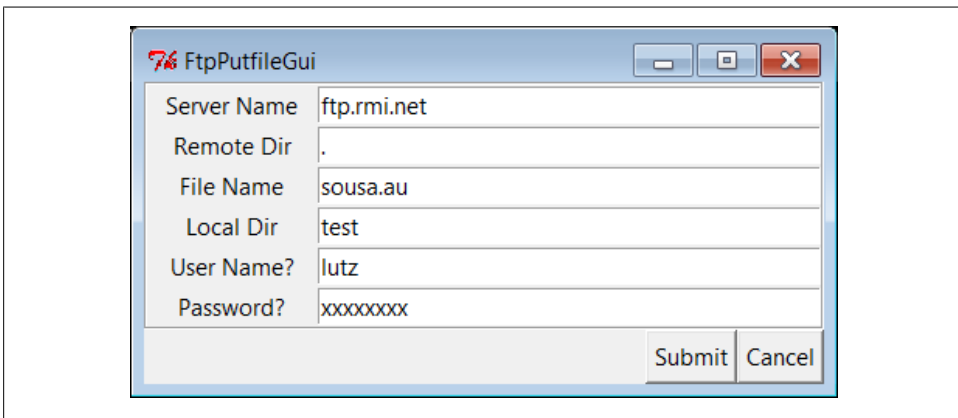 FtpPutfileGui
Server Name ftp.rmi.net
Remote Dir .
File Name sousa.au
Local Dir test
User Name? lutz
Password? xxxxxxxx
Submit Cancel